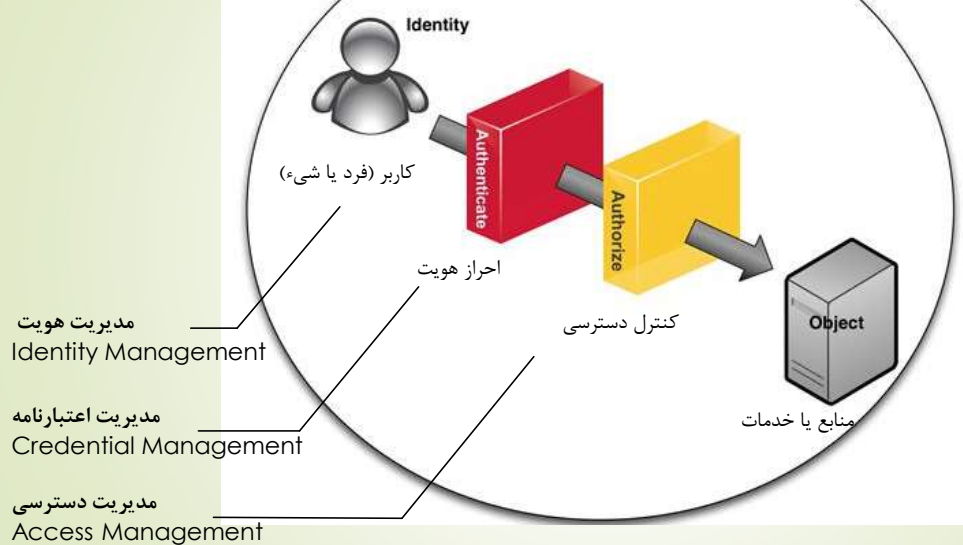 Identity
Authenticate
کاربر (فرد یا شیء)
Authorize
احراز هویت
Object
کنترل دسترسی
منابع یا خدمات
مدیریت هویت
Identity Management
مدیریت اعتبارنامه
Credential Management
مدیریت دسترسی
Access Management